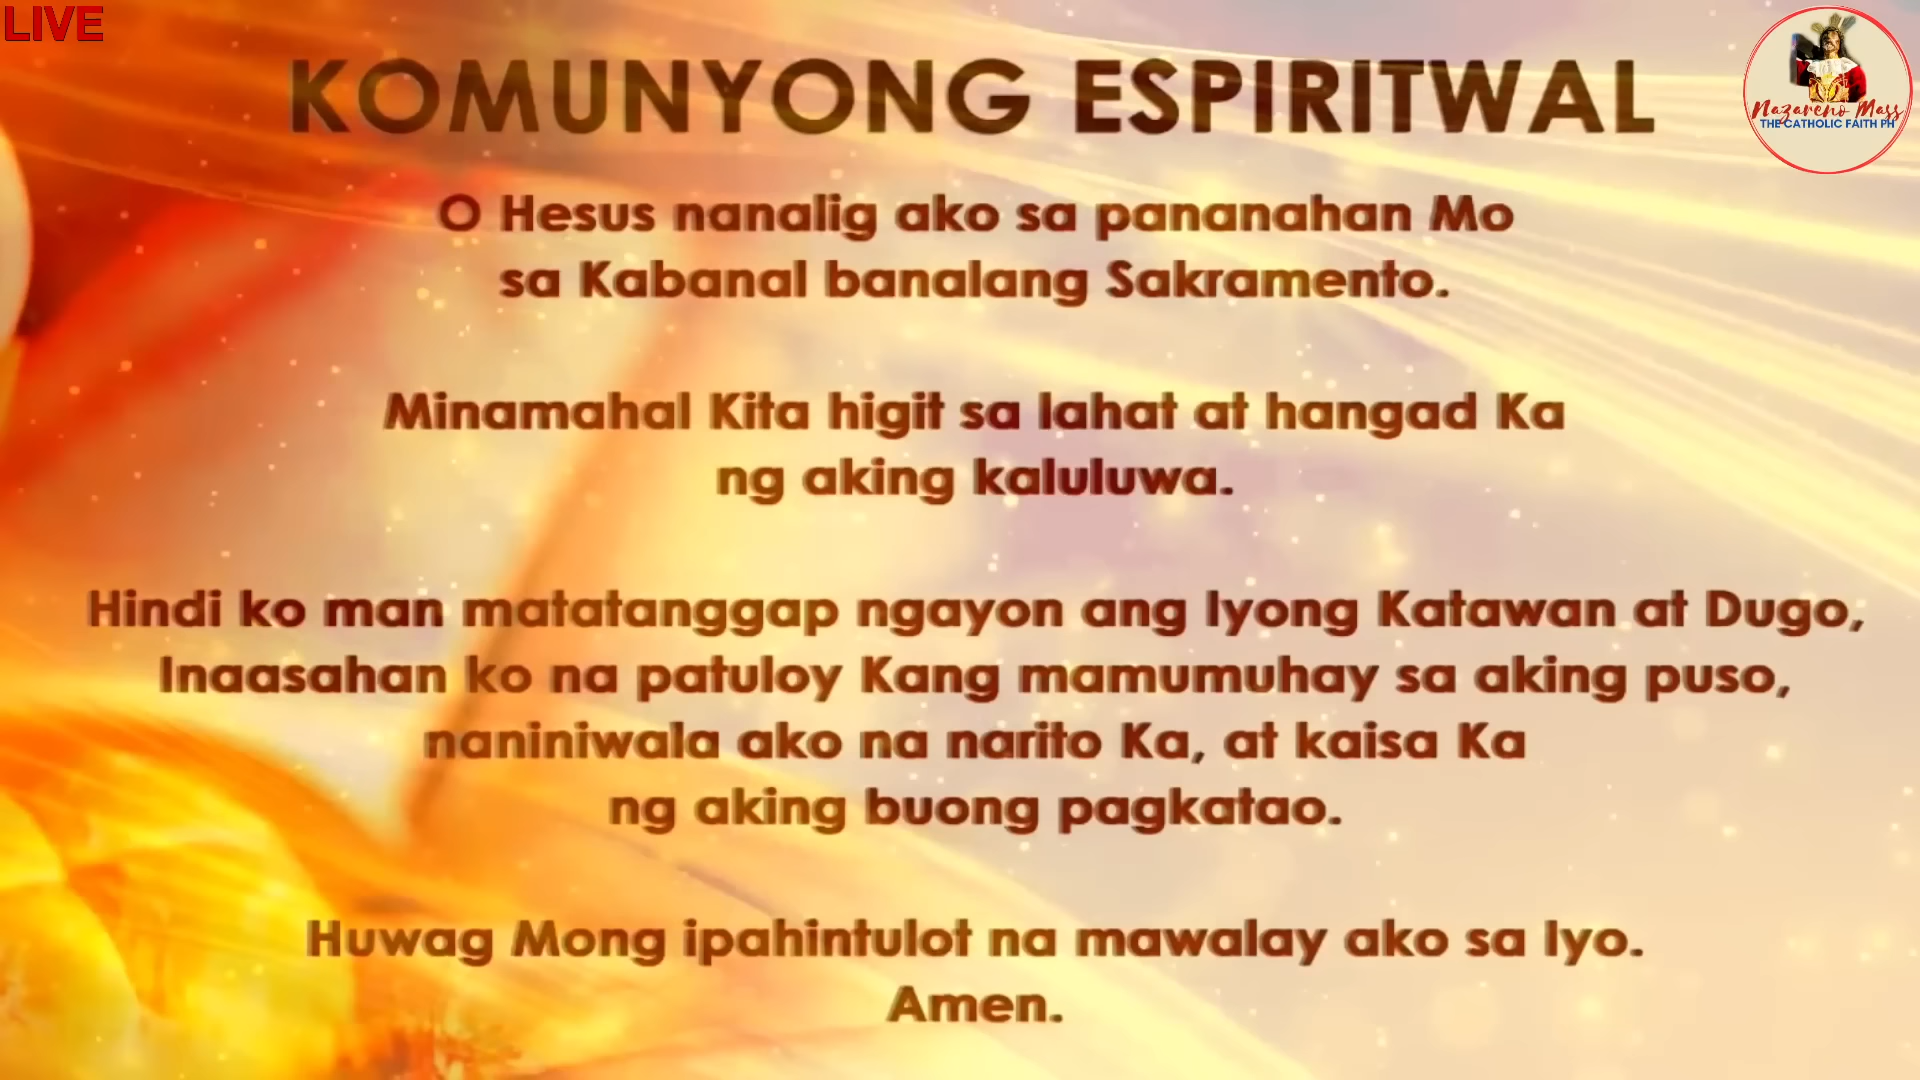 LIVE
KOMUNYONG ESPIRITWAL
Nazareno Mass
THE CATHOLIC FAITH PH
O Hesus nanalig ako sa pananahan Mo
sa Kabanal banalang Sakramento.
Minamahal Kita higit sa lahat at hangad Ka
ng aking kaluluwa.
Hindi ko man matatanggap ngayon ang Iyong Katawan at Dugo,
Inaasahan ko na patuloy Kang mamumuhay sa aking puso,
naniniwala ako na narito Ka, at kaisa Ka
ng aking buong pagkatao.
Huwag Mong ipahintulot na mawalay ako sa Iyo.
Amen.